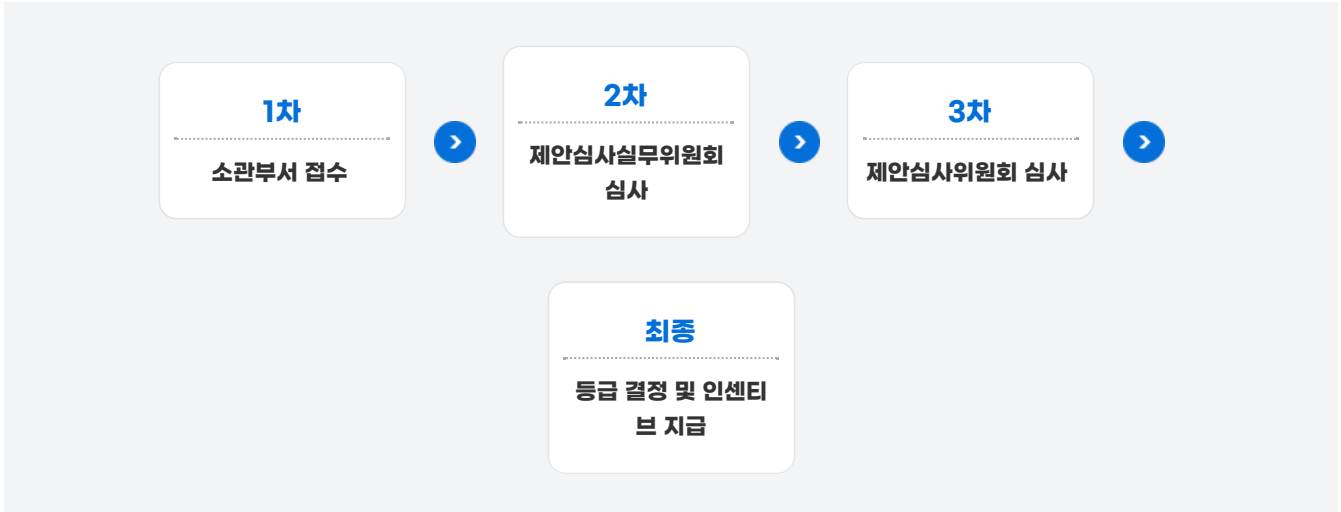 1차
소관부서 접수
2차
제안심사실무위원회
심사
3차
제안심사위원회 심사
최종
등급 결정 및 인센티
브 지급